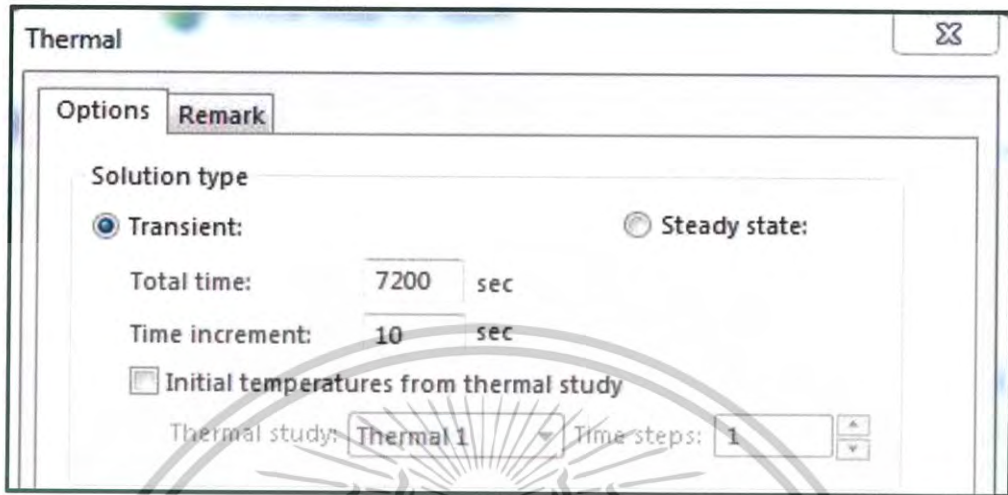 Thermal
Options Remark
Solution type
Transient: Steady state:
Total time: 7200 sec
Time increment: 10 sec
Initial temperatures from thermal study
Thermal study: Thermal 1 Time steps: 1